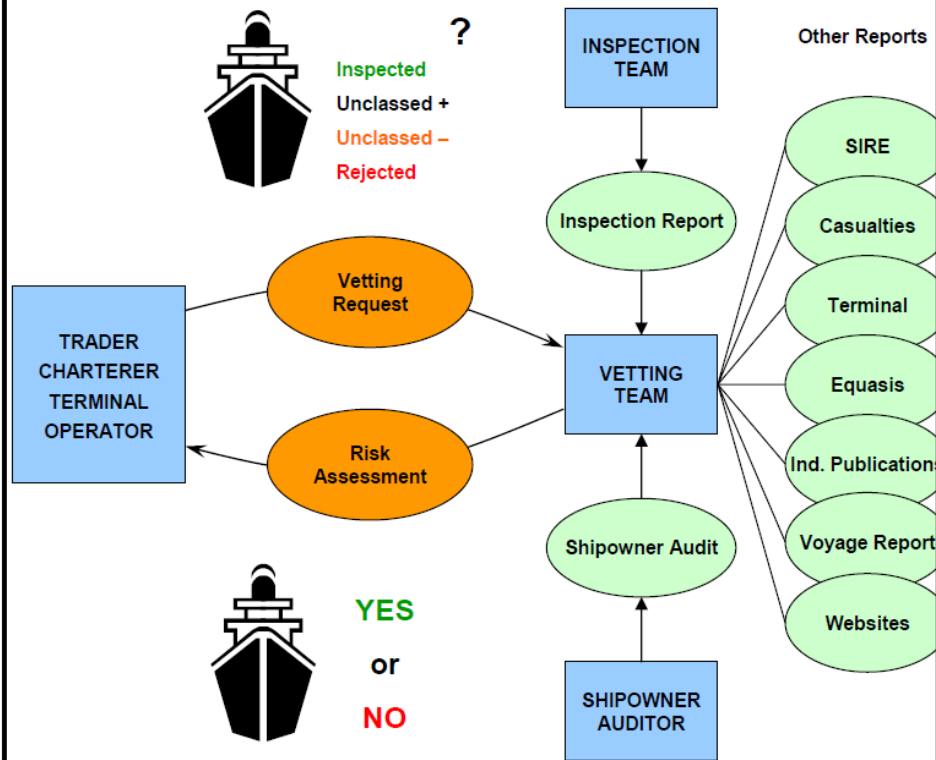 ?
Inspected
Unclassed +
Unclassed –
Rejected
INSPECTION
TEAM
Other Reports
SIRE
Inspection Report
Casualties
Vetting
Request
Terminal
TRADER
CHARTERER
TERMINAL
OPERATOR
VETTING
TEAM
Equasis
Risk
Assessment
Ind. Publications
Shipowner Audit
Voyage Report
YES
or
NO
Websites
SHIPOWNER
AUDITOR